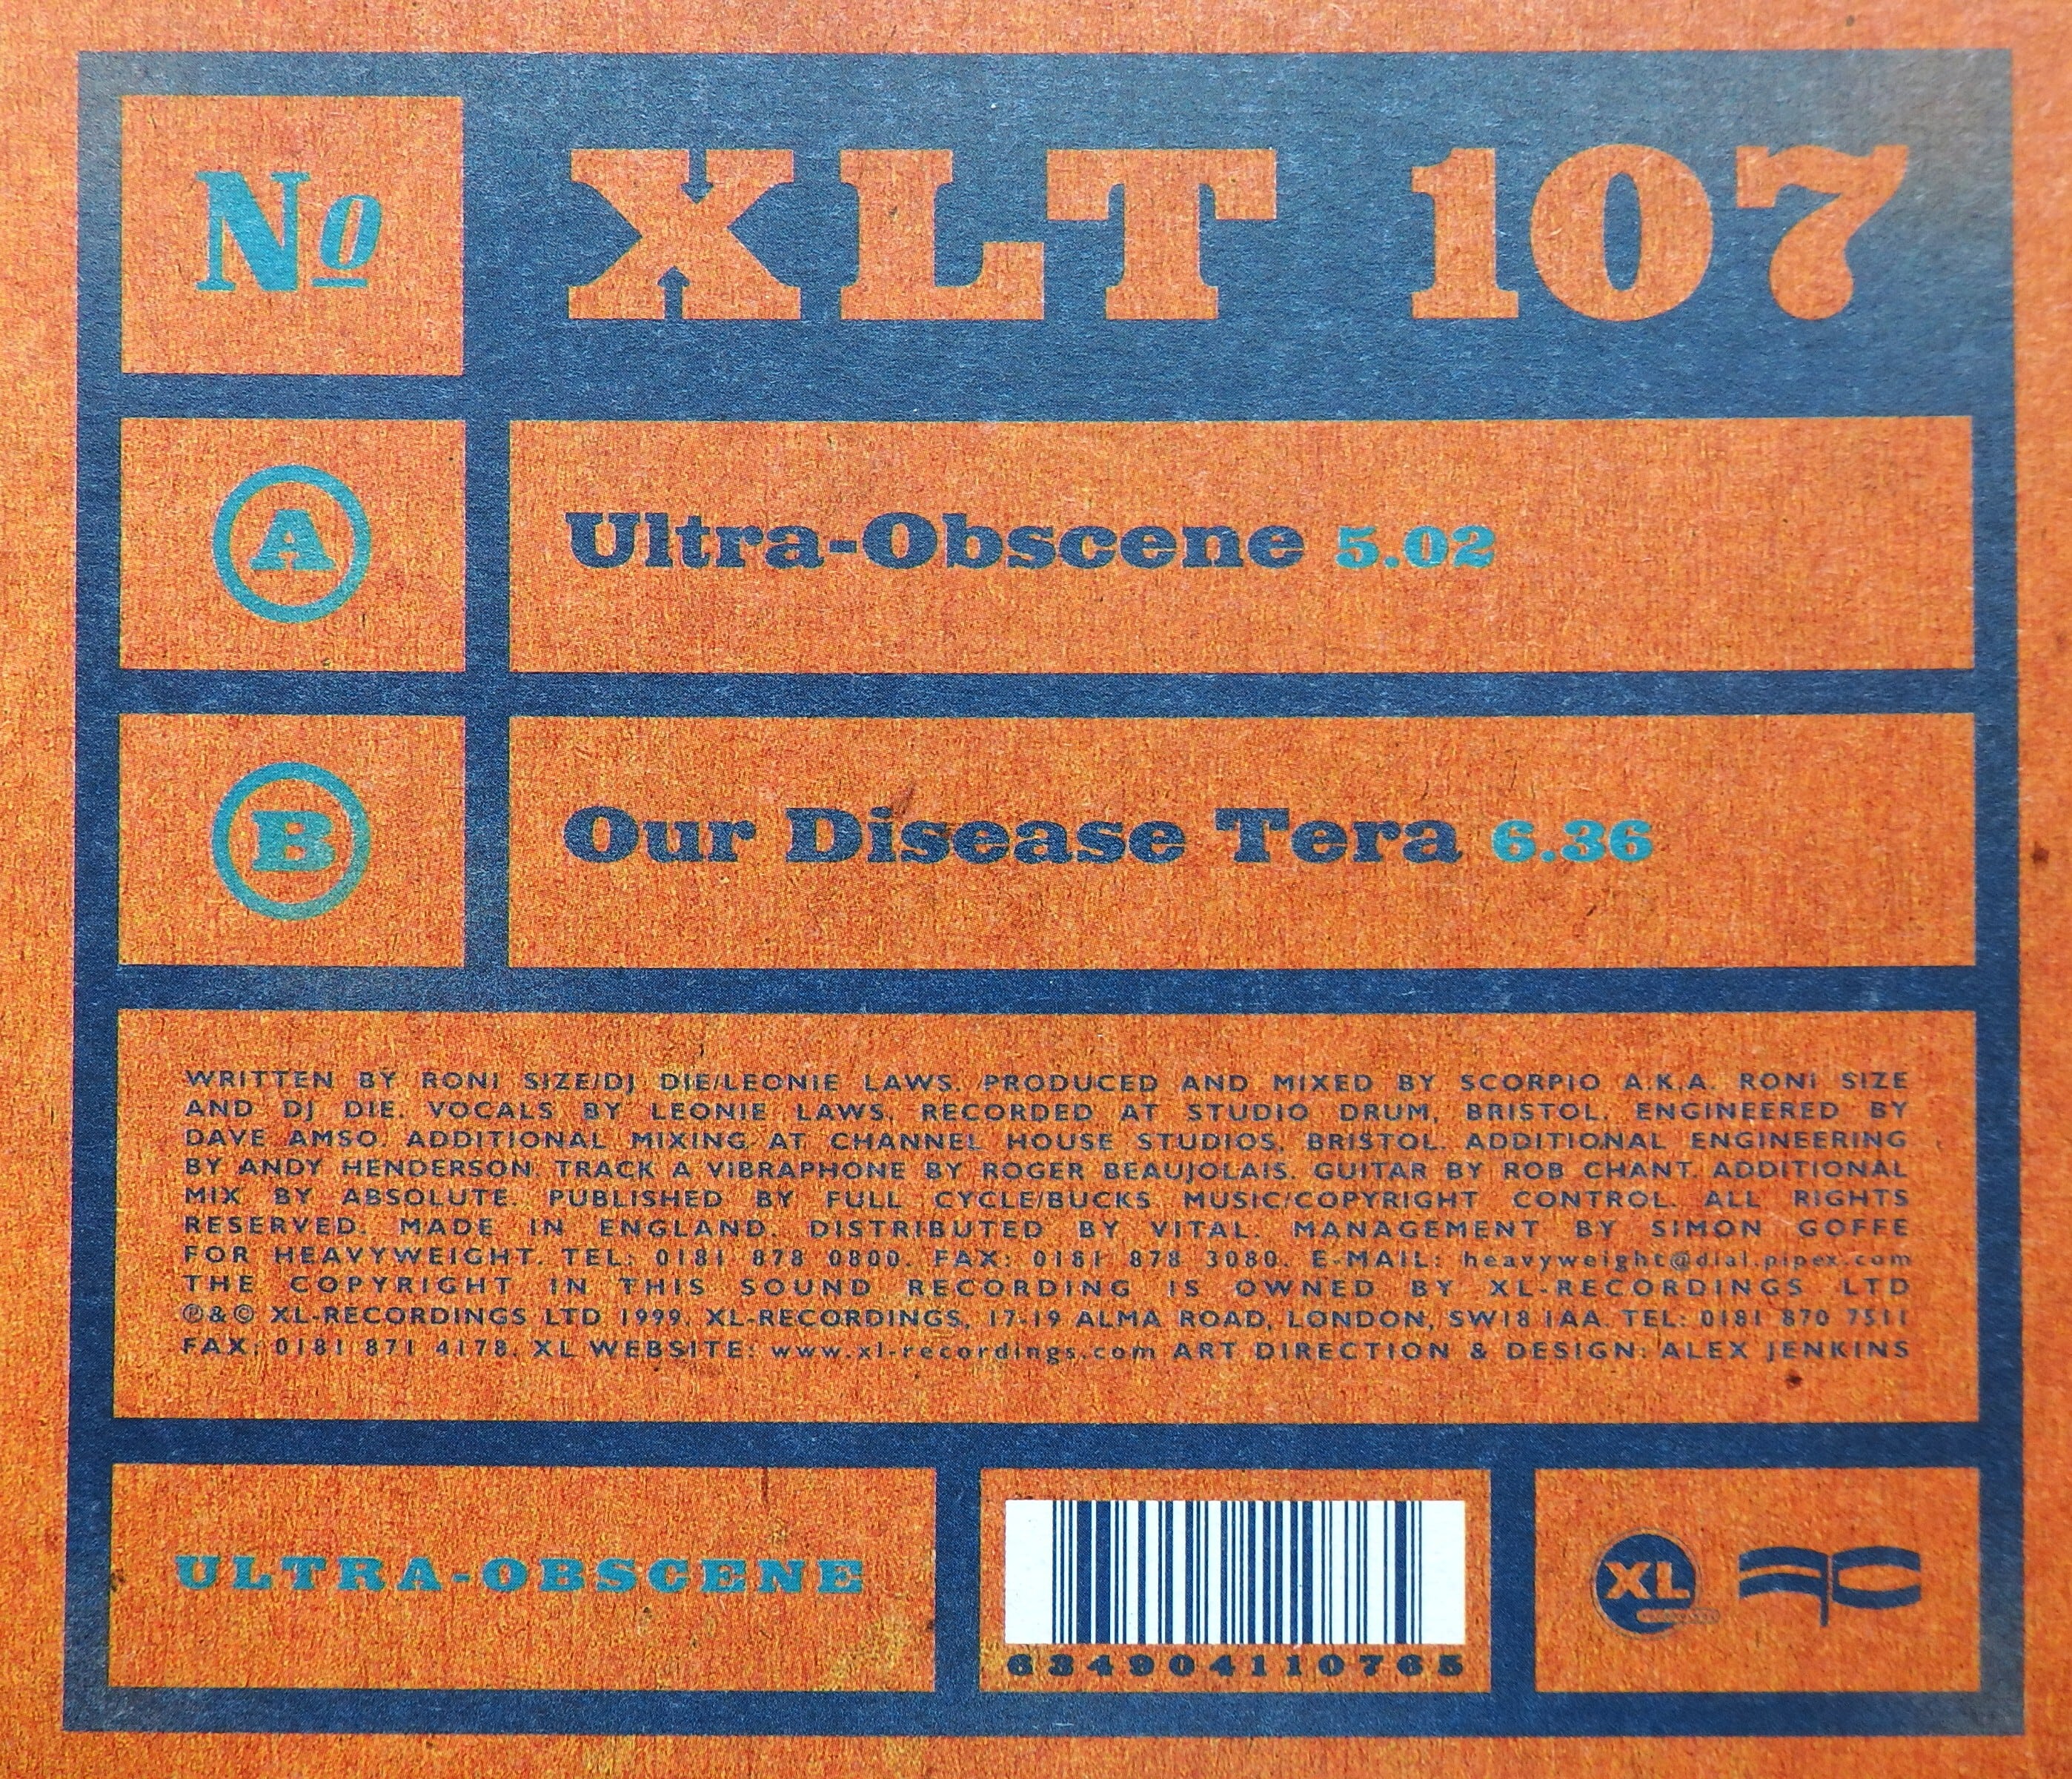 Nº XLT 107
A Ultra-Obscene 5.02
B Our Disease Tera 6.36
WRITTEN BY RONI SIZE/DJ DIE/LEONIE LAWS. PRODUCED AND MIXED BY SCORPIO A.K.A. RONI SIZE
AND DJ DIE. VOCALS BY LEONIE LAWS. RECORDED AT STUDIO DRUM, BRISTOL. ENGINEERED BY
DAVE AMSO. ADDITIONAL MIXING AT CHANNEL HOUSE STUDIOS, BRISTOL. ADDITIONAL ENGINEERING
BY ANDY HENDERSON. TRACK A VIBRAPHONE BY ROGER BEAUJOLAIS. GUITAR BY ROB CHANT. ADDITIONAL
MIX BY ABSOLUTE. PUBLISHED BY FULL CYCLE/BUCKS MUSIC/COPYRIGHT CONTROL. ALL RIGHTS
RESERVED. MADE IN ENGLAND. DISTRIBUTED BY VITAL. MANAGEMENT BY SIMON GOFFE
FOR HEAVYWEIGHT. TEL: 0181 878 0800. FAX: 0181 878 3080. E-MAIL: heavyweight@dial.pipex.com
THE COPYRIGHT IN THIS SOUND RECORDING IS OWNED BY XL-RECORDINGS LTD
℗&© XL-RECORDINGS LTD 1999. XL-RECORDINGS, 17-19 ALMA ROAD, LONDON, SW18 1AA. TEL: 0181 870 7511
FAX: 0181 871 4178. XL WEBSITE: www.xl-recordings.com ART DIRECTION & DESIGN: ALEX JENKINS
ULTRA-OBSCENE
634904110765
XL